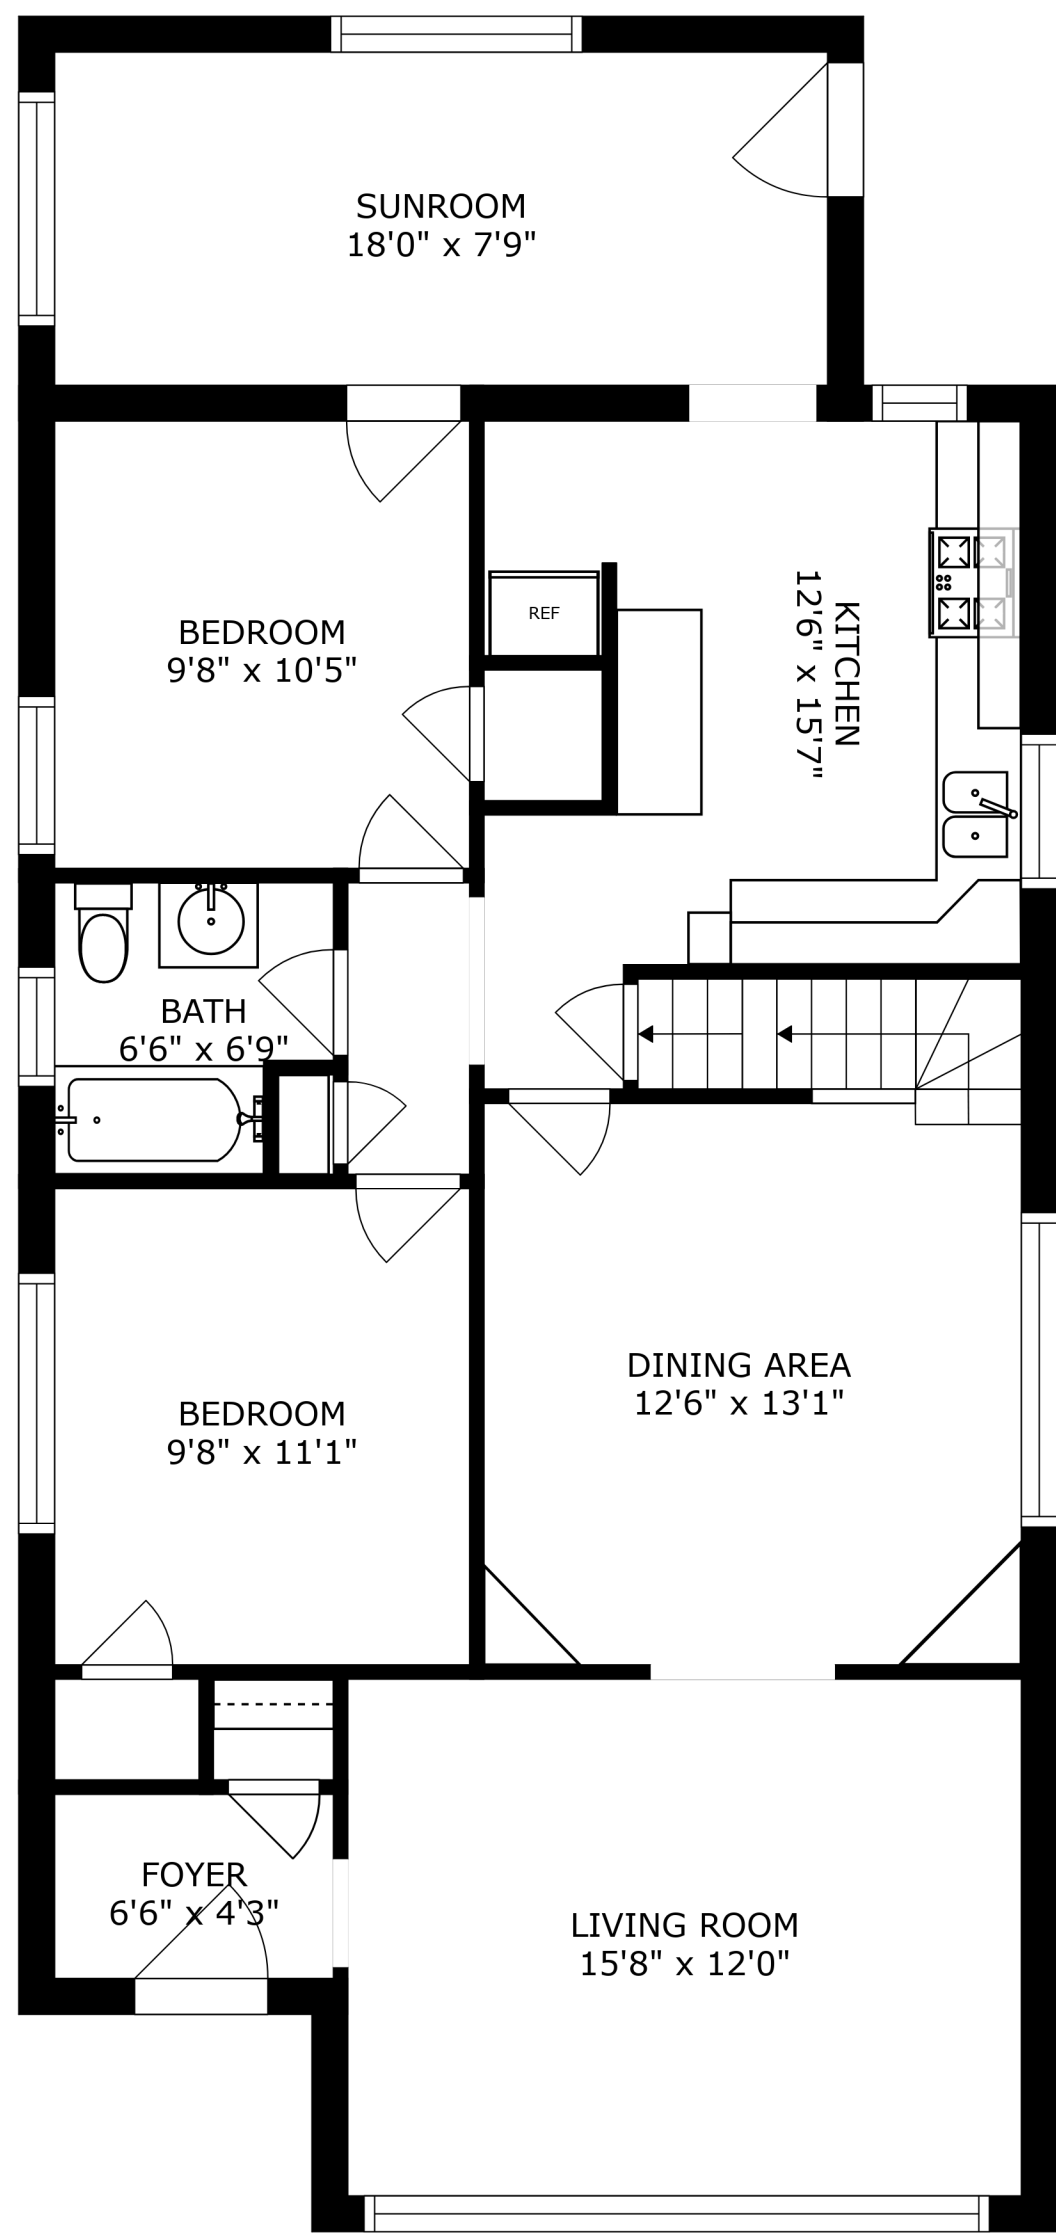 SUNROOM
18'0" x 7'9"
BEDROOM
9'8" x 10'5"
REF
KITCHEN
12'6" x 15'7"
BATH
6'6" x 6'9"
DINING AREA
12'6" x 13'1"
BEDROOM
9'8" x 11'1"
FOYER
6'6" x 4'3"
LIVING ROOM
15'8" x 12'0"